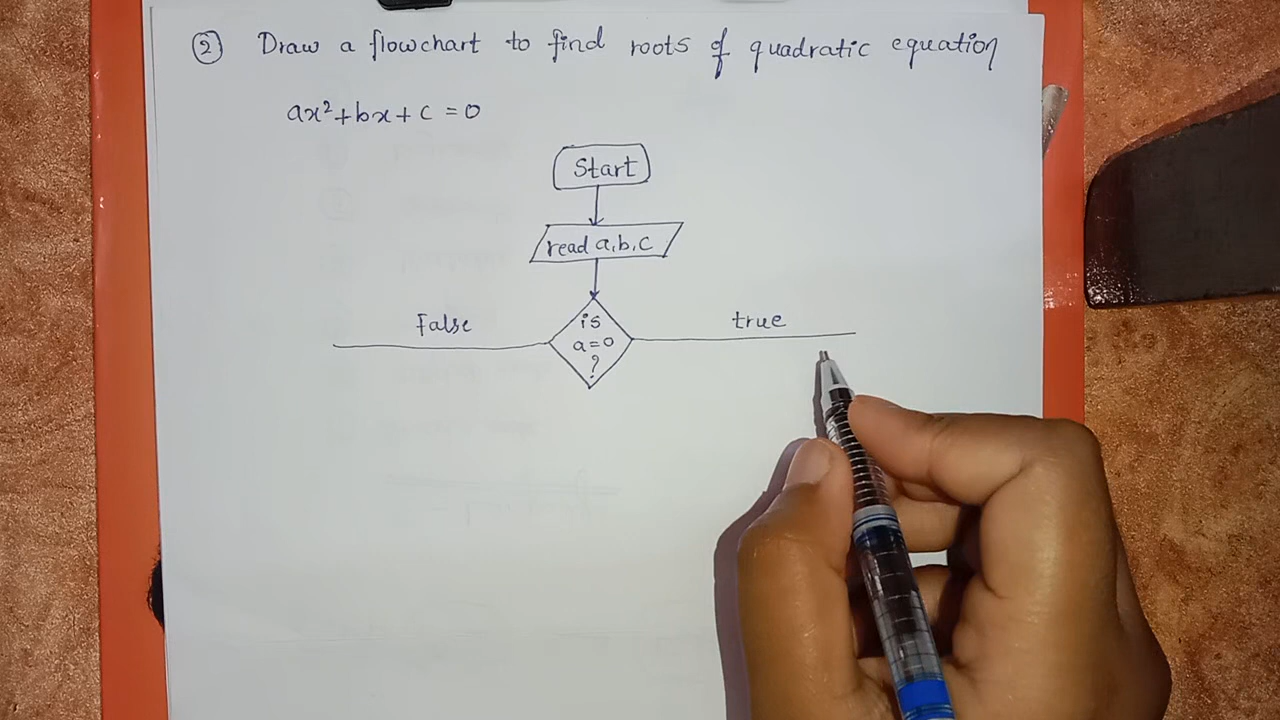 ② Draw a flowchart to find roots of quadratic equation
ax²+bx+c=0
Start
read a,b,c
False
is
a=0
?
true